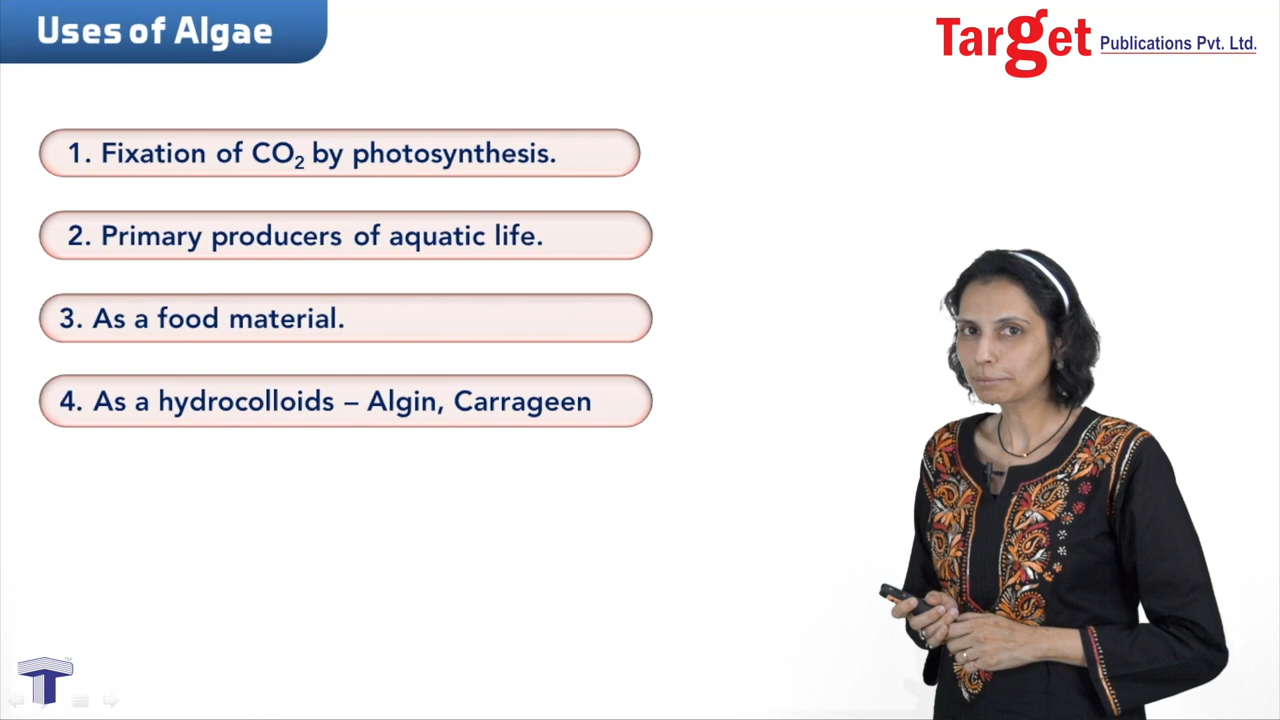 Uses of Algae
Target
Publications Pvt. Ltd.
1. Fixation of CO₂ by photosynthesis.
2. Primary producers of aquatic life.
3. As a food material.
4. As a hydrocolloids – Algin, Carrageen
TM